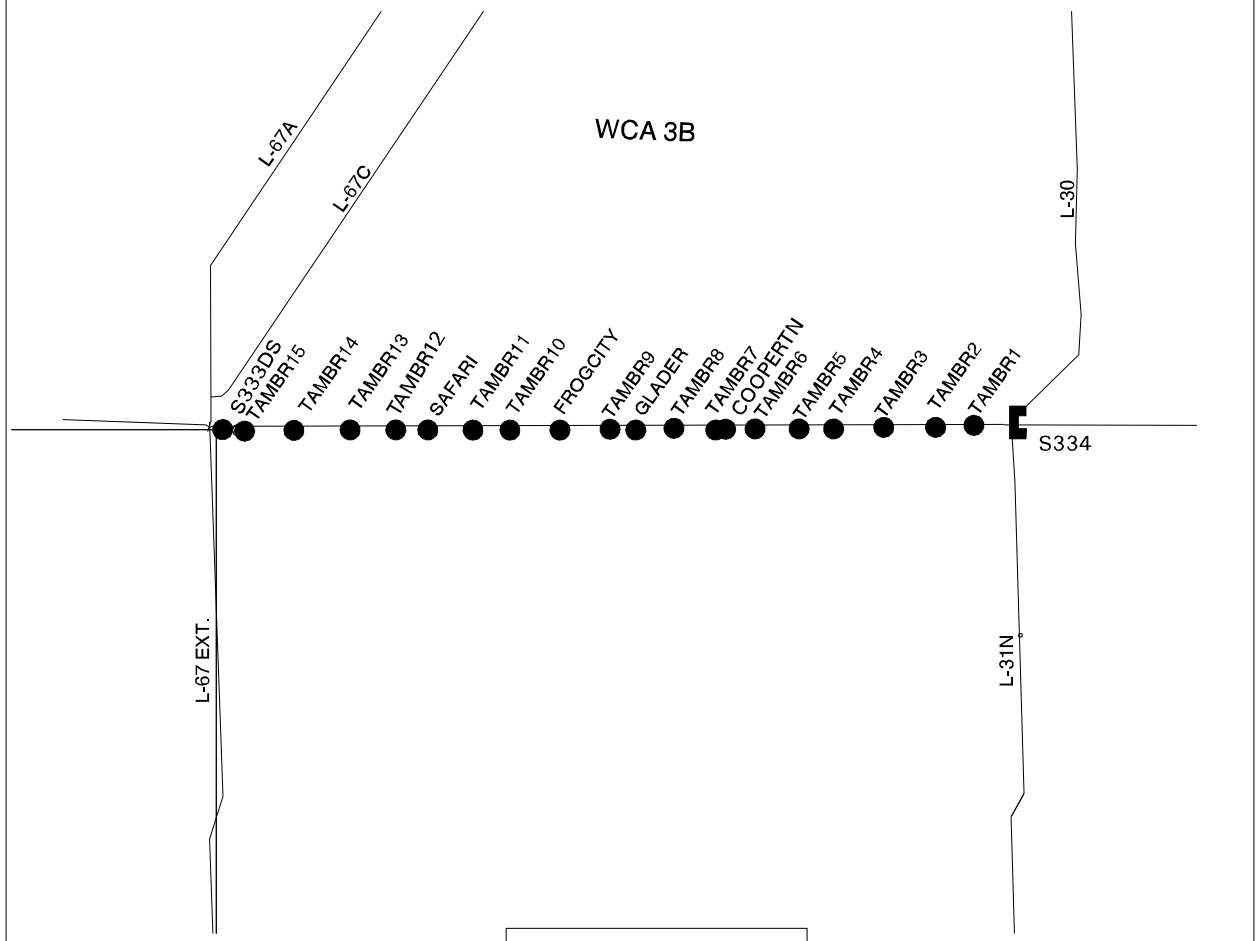 L-67A
L-67C
WCA 3B
L-30
S333DS
TAMBR15
TAMBR14
TAMBR13
TAMBR12
SAFARI
TAMBR11
TAMBR10
FROGCITY
TAMBR9
GLADER
TAMBR8
TAMBR7
COOPERTN
TAMBR6
TAMBR5
TAMBR4
TAMBR3
TAMBR2
TAMBR1
S334
L-67 EXT.
L-31N